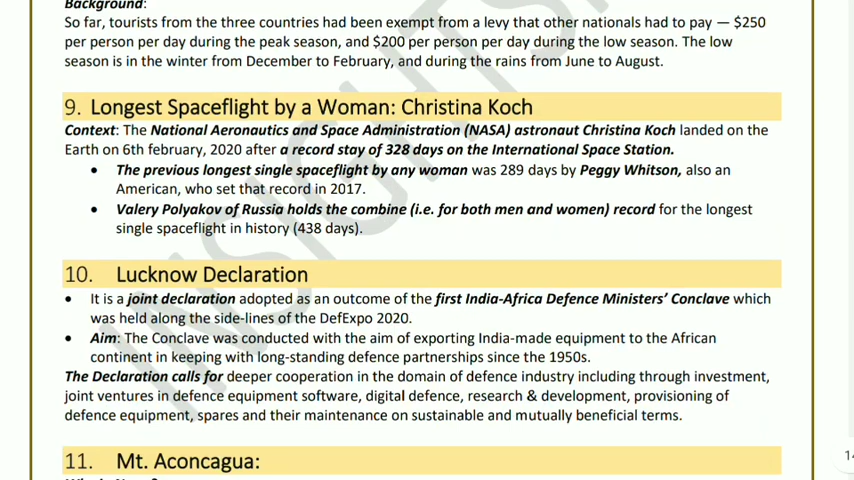 Background:
So far, tourists from the three countries had been exempt from a levy that other nationals had to pay — $250
per person per day during the peak season, and $200 per person per day during the low season. The low
season is in the winter from December to February, and during the rains from June to August.
9. Longest Spaceflight by a Woman: Christina Koch
Context: The National Aeronautics and Space Administration (NASA) astronaut Christina Koch landed on the
Earth on 6th february, 2020 after a record stay of 328 days on the International Space Station.
• The previous longest single spaceflight by any woman was 289 days by Peggy Whitson, also an
American, who set that record in 2017.
• Valery Polyakov of Russia holds the combine (i.e. for both men and women) record for the longest
single spaceflight in history (438 days).
10. Lucknow Declaration
• It is a joint declaration adopted as an outcome of the first India-Africa Defence Ministers' Conclave which
was held along the side-lines of the DefExpo 2020.
• Aim: The Conclave was conducted with the aim of exporting India-made equipment to the African
continent in keeping with long-standing defence partnerships since the 1950s.
The Declaration calls for deeper cooperation in the domain of defence industry including through investment,
joint ventures in defence equipment software, digital defence, research & development, provisioning of
defence equipment, spares and their maintenance on sustainable and mutually beneficial terms.
11. Mt. Aconcagua:
INSIGHTS